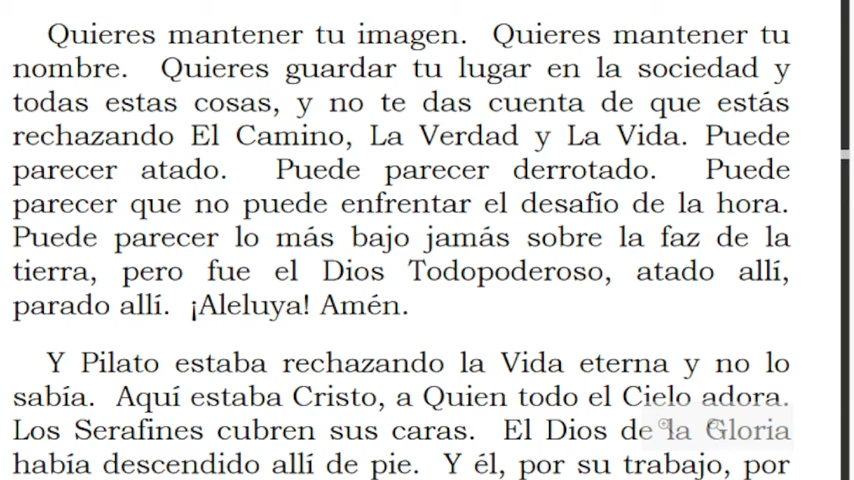 Quieres mantener tu imagen. Quieres mantener tu
nombre. Quieres guardar tu lugar en la sociedad y
todas estas cosas, y no te das cuenta de que estás
rechazando El Camino, La Verdad y La Vida. Puede
parecer atado. Puede parecer derrotado. Puede
parecer que no puede enfrentar el desafío de la hora.
Puede parecer lo más bajo jamás sobre la faz de la
tierra, pero fue el Dios Todopoderoso, atado allí,
parado allí. ¡Aleluya! Amén.
Y Pilato estaba rechazando la Vida eterna y no lo
sabía. Aquí estaba Cristo, a Quien todo el Cielo adora.
Los Serafines cubren sus caras. El Dios de la Gloria
había descendido allí de pie. Y él, por su trabajo, por